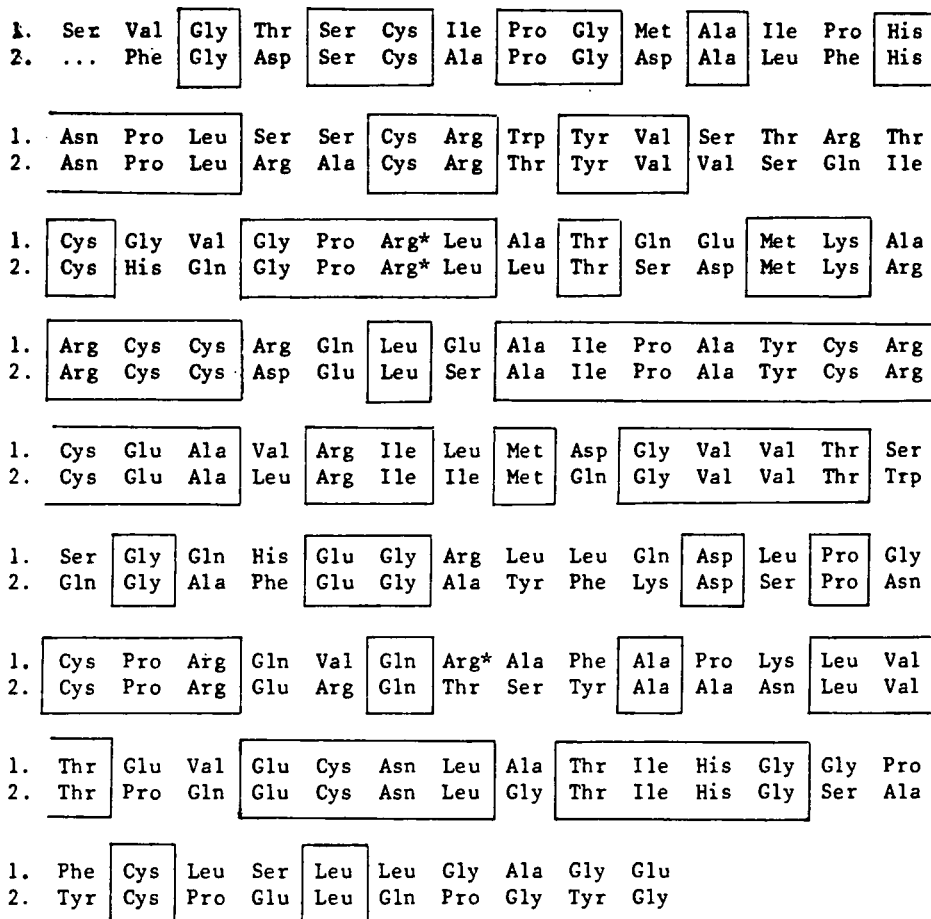 1. Ser Val Gly Thr Ser Cys Ile Pro Gly Met Ala Ile Pro His
2. ... Phe Gly Asp Ser Cys Ala Pro Gly Asp Ala Leu Phe His
1. Asn Pro Leu Ser Ser Cys Arg Trp Tyr Val Ser Thr Arg Thr
2. Asn Pro Leu Arg Ala Cys Arg Thr Tyr Val Val Ser Gln Ile
1. Cys Gly Val Gly Pro Arg* Leu Ala Thr Gln Glu Met Lys Ala
2. Cys His Gln Gly Pro Arg* Leu Leu Thr Ser Asp Met Lys Arg
1. Arg Cys Cys Arg Gln Leu Glu Ala Ile Pro Ala Tyr Cys Arg
2. Arg Cys Cys Asp Glu Leu Ser Ala Ile Pro Ala Tyr Cys Arg
1. Cys Glu Ala Val Arg Ile Leu Met Asp Gly Val Val Thr Ser
2. Cys Glu Ala Leu Arg Ile Ile Met Gln Gly Val Val Thr Trp
1. Ser Gly Gln His Glu Gly Arg Leu Leu Gln Asp Leu Pro Gly
2. Gln Gly Ala Phe Glu Gly Ala Tyr Phe Lys Asp Ser Pro Asn
1. Cys Pro Arg Gln Val Gln Arg* Ala Phe Ala Pro Lys Leu Val
2. Cys Pro Arg Glu Arg Gln Thr Ser Tyr Ala Ala Asn Leu Val
1. Thr Glu Val Glu Cys Asn Leu Ala Thr Ile His Gly Gly Pro
2. Thr Pro Gln Glu Cys Asn Leu Gly Thr Ile His Gly Ser Ala
1. Phe Cys Leu Ser Leu Leu Gly Ala Gly Glu
2. Tyr Cys Pro Glu Leu Gln Pro Gly Tyr Gly